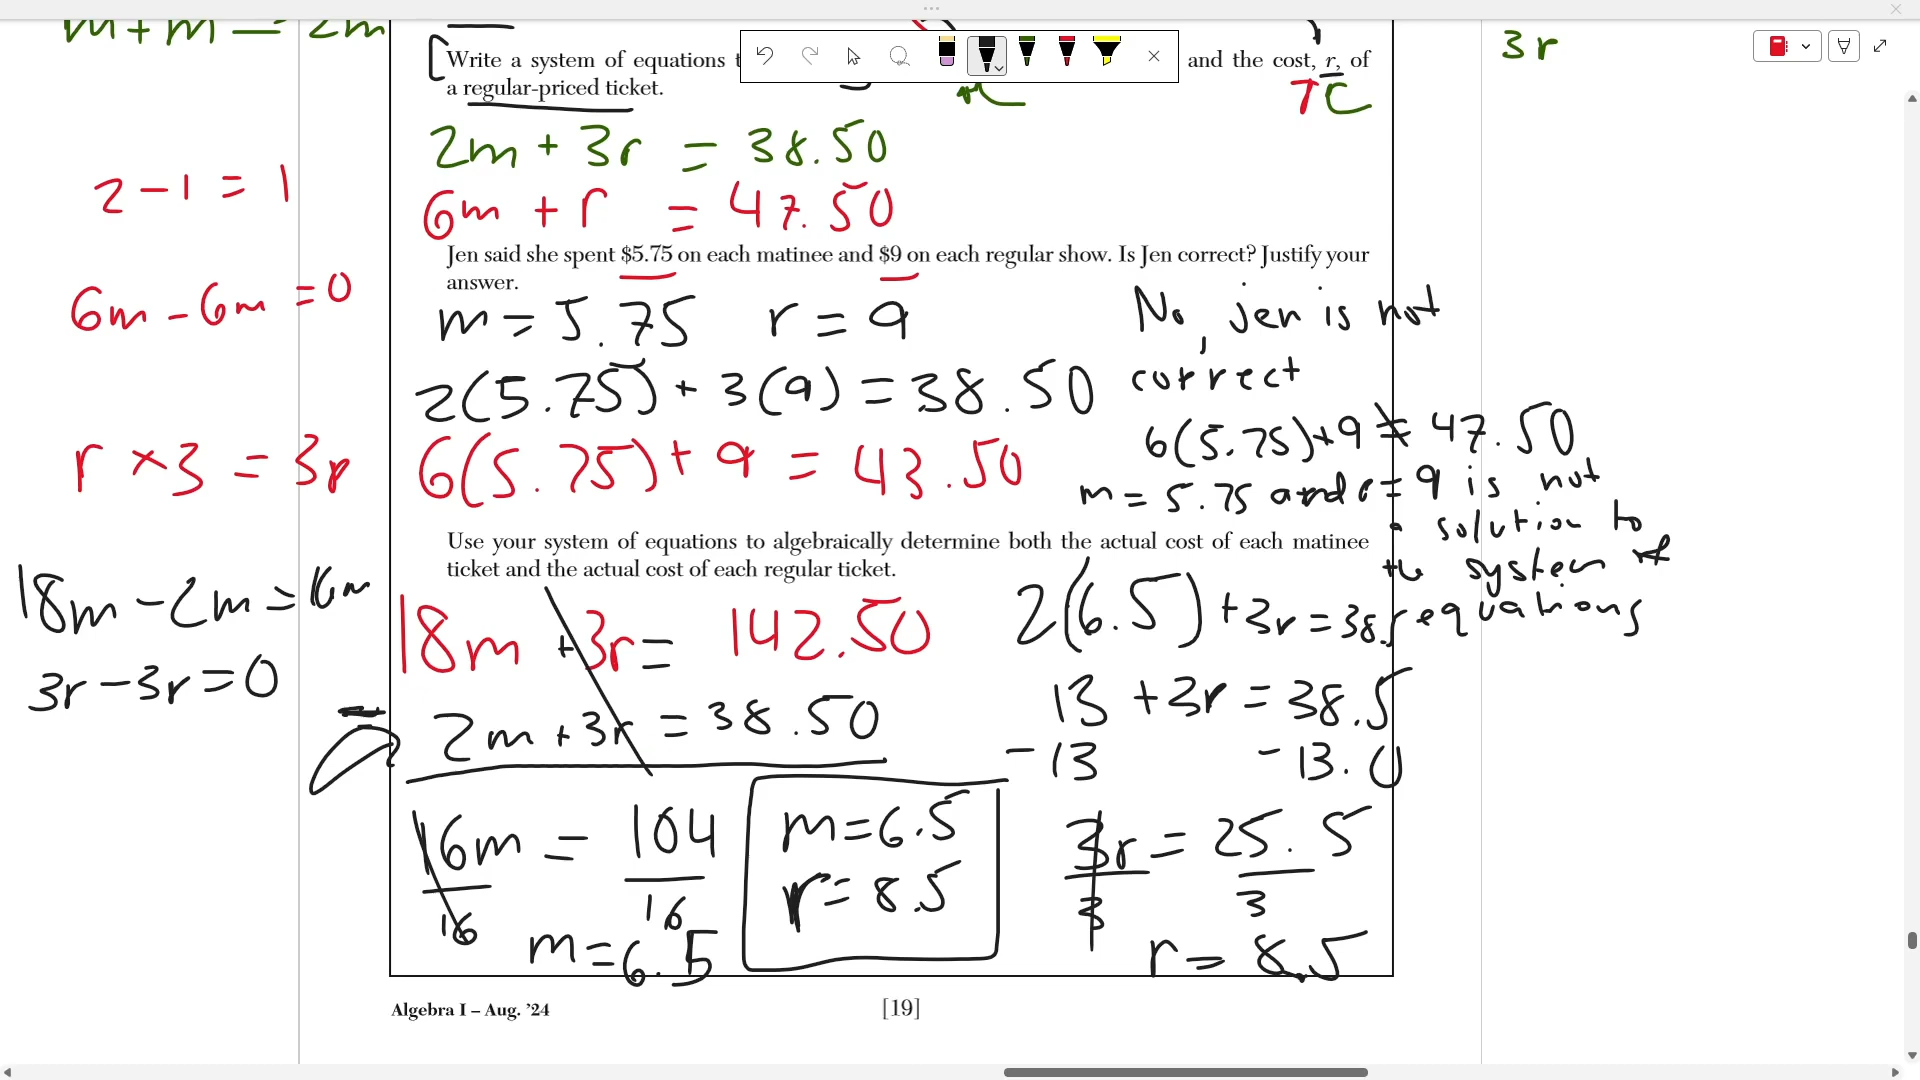 m + m = 2m
3r
Write a system of equations
and the cost, r, of
a regular-priced ticket.
2m + 3r = 38.50
2 - 1 = 1
6m + r = 47.50
Jen said she spent $5.75 on each matinee and $9 on each regular show. Is Jen correct? Justify your
answer.
6m - 6m = 0
m = 5.75 r = 9
No, jen is not
correct
2(5.75) + 3(9) = 38.50
6(5.75) + 9 ≠ 47.50
r × 3 = 3r
6(5.75) + 9 = 43.50
m = 5.75 and r = 9 is not
a solution to
the system of
equations
Use your system of equations to algebraically determine both the actual cost of each matinee
ticket and the actual cost of each regular ticket.
18m - 2m = 16m
3r - 3r = 0
18m + 3r = 142.50
2m + 3r = 38.50
16m = 104
16 16
m = 6.5
2(6.5) + 3r = 38.5
13 + 3r = 38.5
- 13 - 13.0
3r = 25.5
3 3
r = 8.5
m = 6.5
r = 8.5
Algebra I – Aug. ’24
[19]